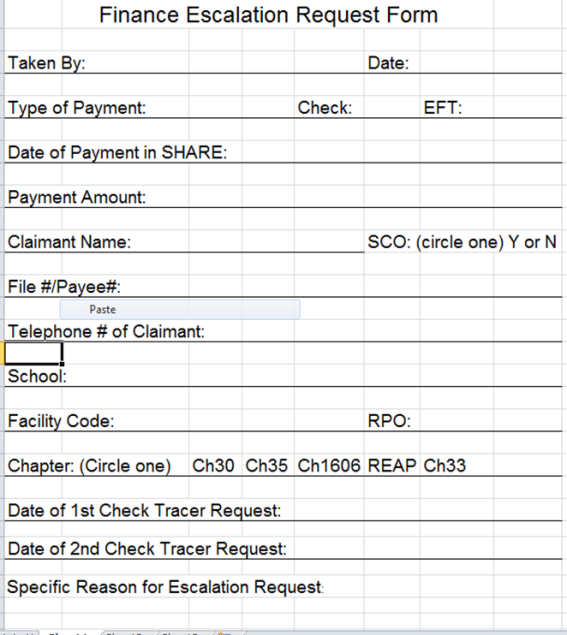 Finance Escalation Request Form
Taken By: Date:
Type of Payment: Check: EFT:
Date of Payment in SHARE:
Payment Amount:
Claimant Name: SCO: (circle one) Y or N
File #/Payee#:
Paste
Telephone # of Claimant:
School:
Facility Code: RPO:
Chapter: (Circle one) Ch30 Ch35 Ch1606 REAP Ch33
Date of 1st Check Tracer Request:
Date of 2nd Check Tracer Request:
Specific Reason for Escalation Request: